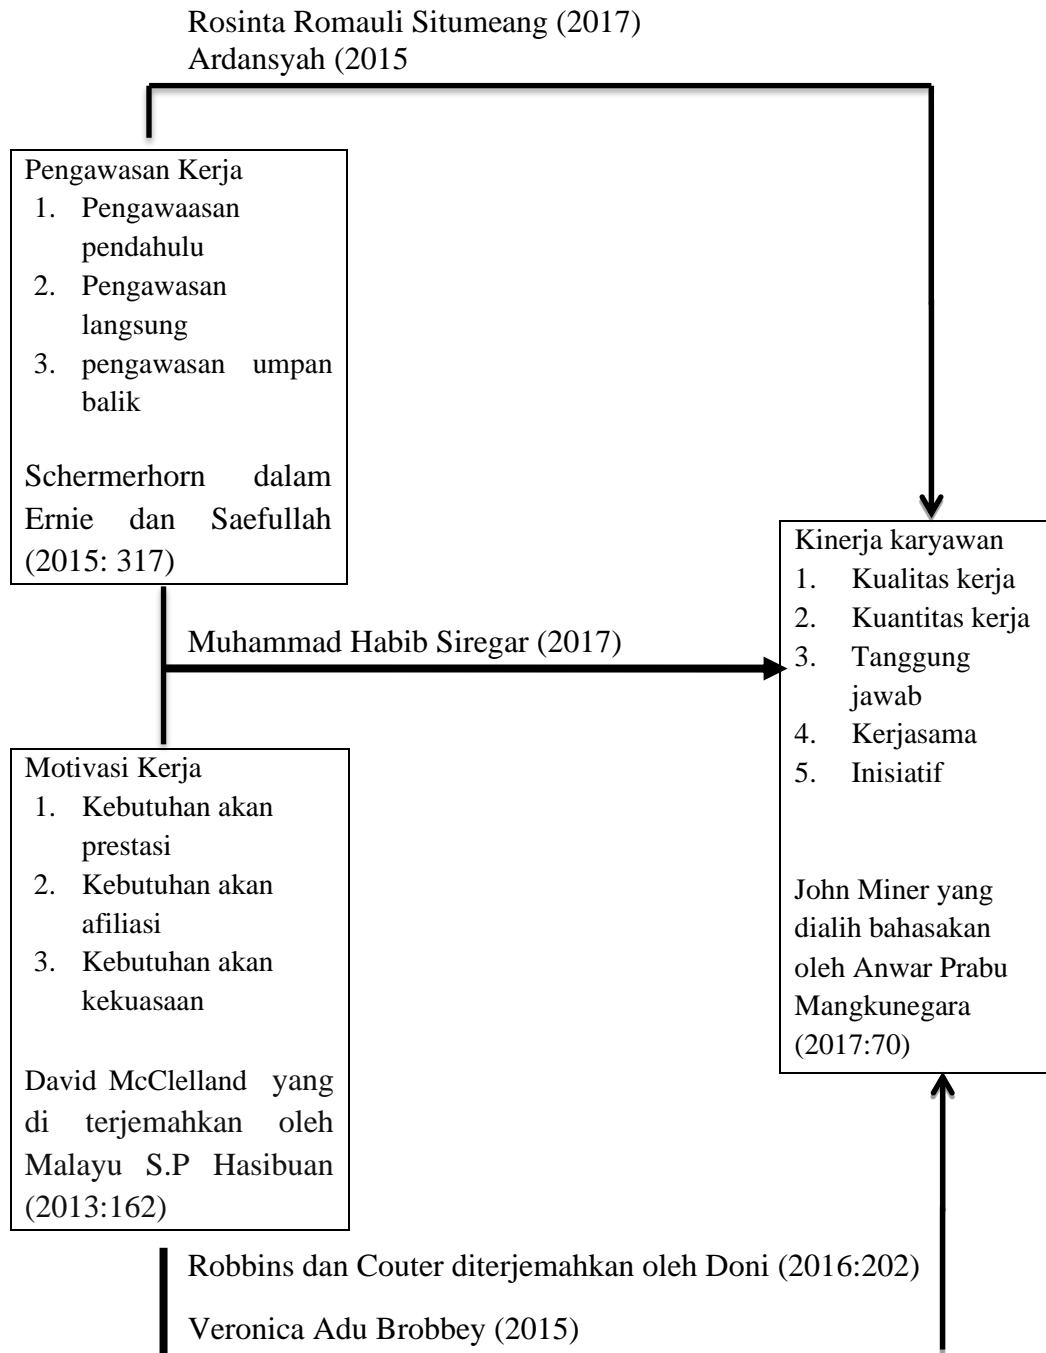 Rosinta Romauli Situmeang (2017)
Ardansyah (2015
Pengawasan Kerja
1. Pengawaasan
pendahulu
2. Pengawasan
langsung
3. pengawasan umpan
balik
Schermerhorn dalam
Ernie dan Saefullah
(2015: 317)
Muhammad Habib Siregar (2017)
Kinerja karyawan
1. Kualitas kerja
2. Kuantitas kerja
3. Tanggung
jawab
4. Kerjasama
5. Inisiatif
John Miner yang
dialih bahasakan
oleh Anwar Prabu
Mangkunegara
(2017:70)
Motivasi Kerja
1. Kebutuhan akan
prestasi
2. Kebutuhan akan
afiliasi
3. Kebutuhan akan
kekuasaan
David McClelland yang
di terjemahkan oleh
Malayu S.P Hasibuan
(2013:162)
Robbins dan Couter diterjemahkan oleh Doni (2016:202)
Veronica Adu Brobbey (2015)